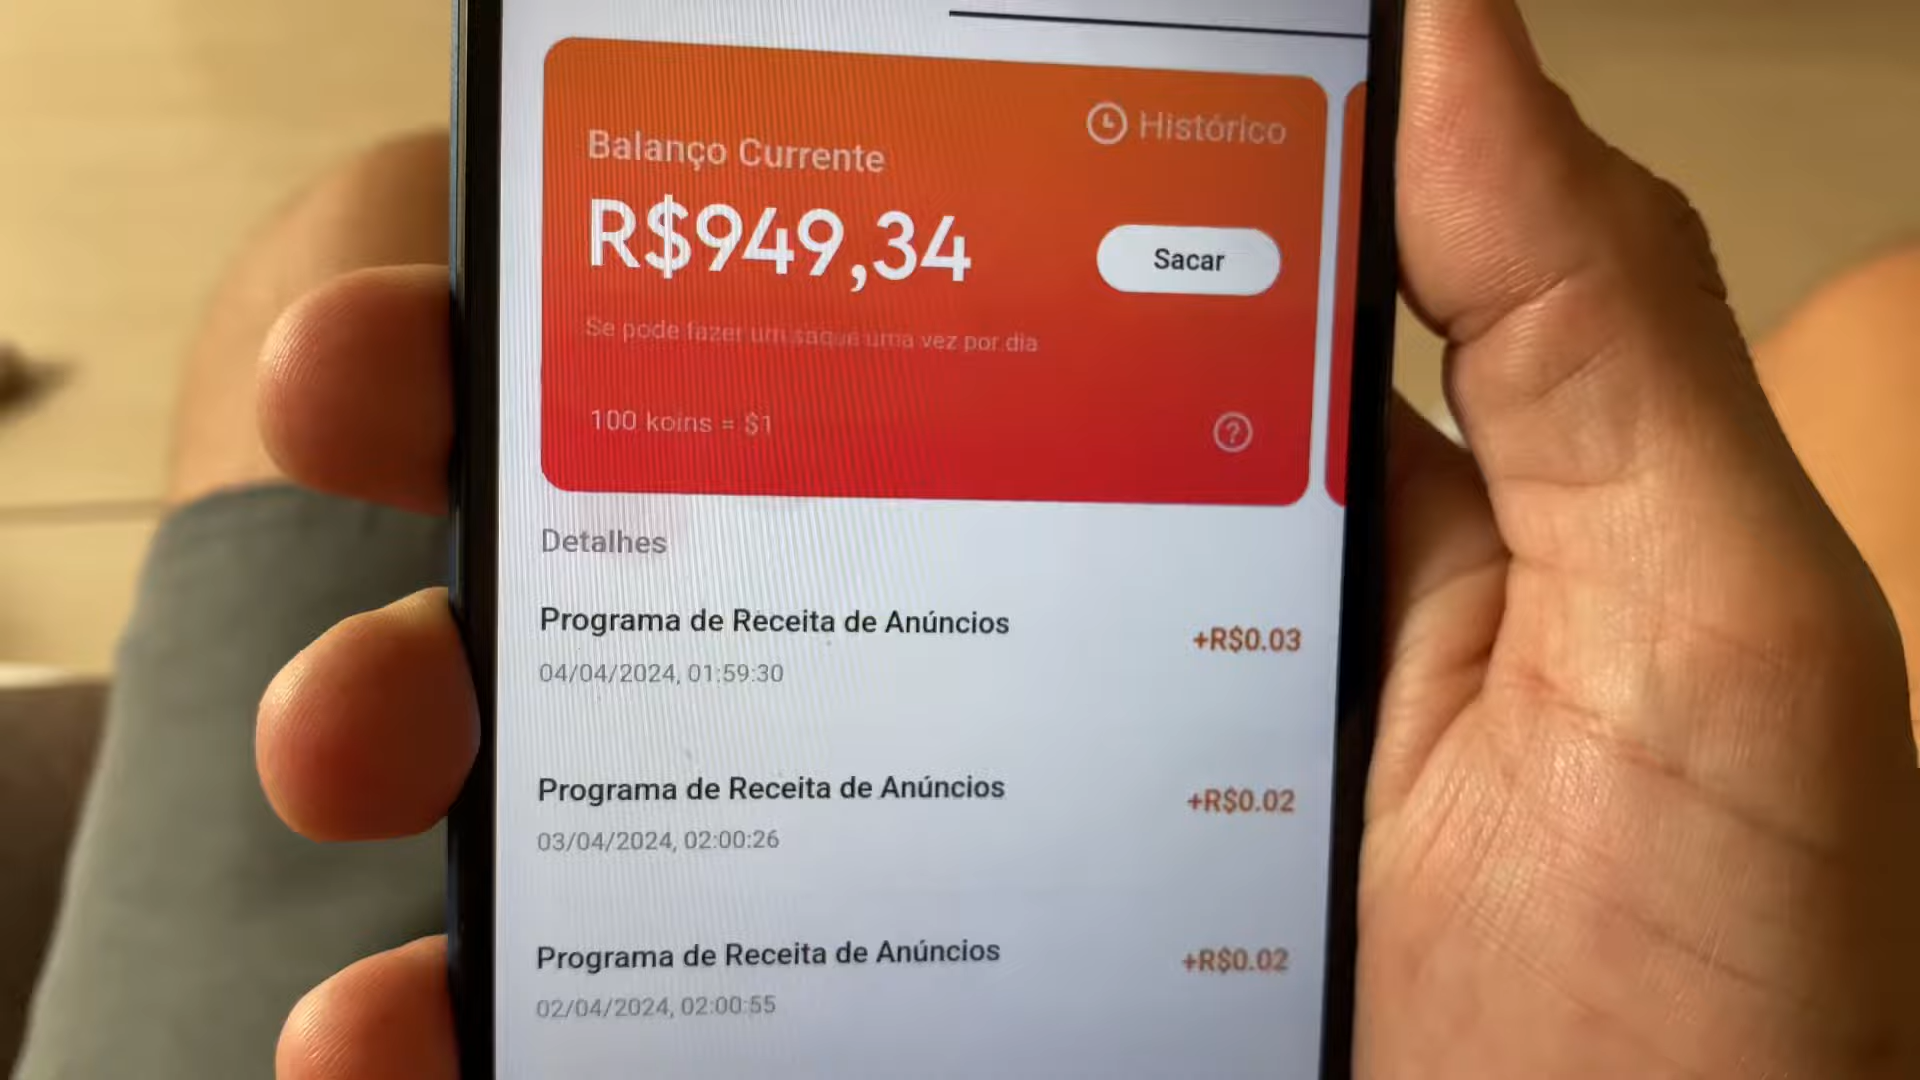 Histórico
Balanço Currente
R$949,34
Sacar
Se pode fazer um saque uma vez por dia
100 koins = $1
?
Detalhes
Programa de Receita de Anúncios
+R$0.03
04/04/2024, 01:59:30
Programa de Receita de Anúncios
+R$0.02
03/04/2024, 02:00:26
Programa de Receita de Anúncios
+R$0.02
02/04/2024, 02:00:55